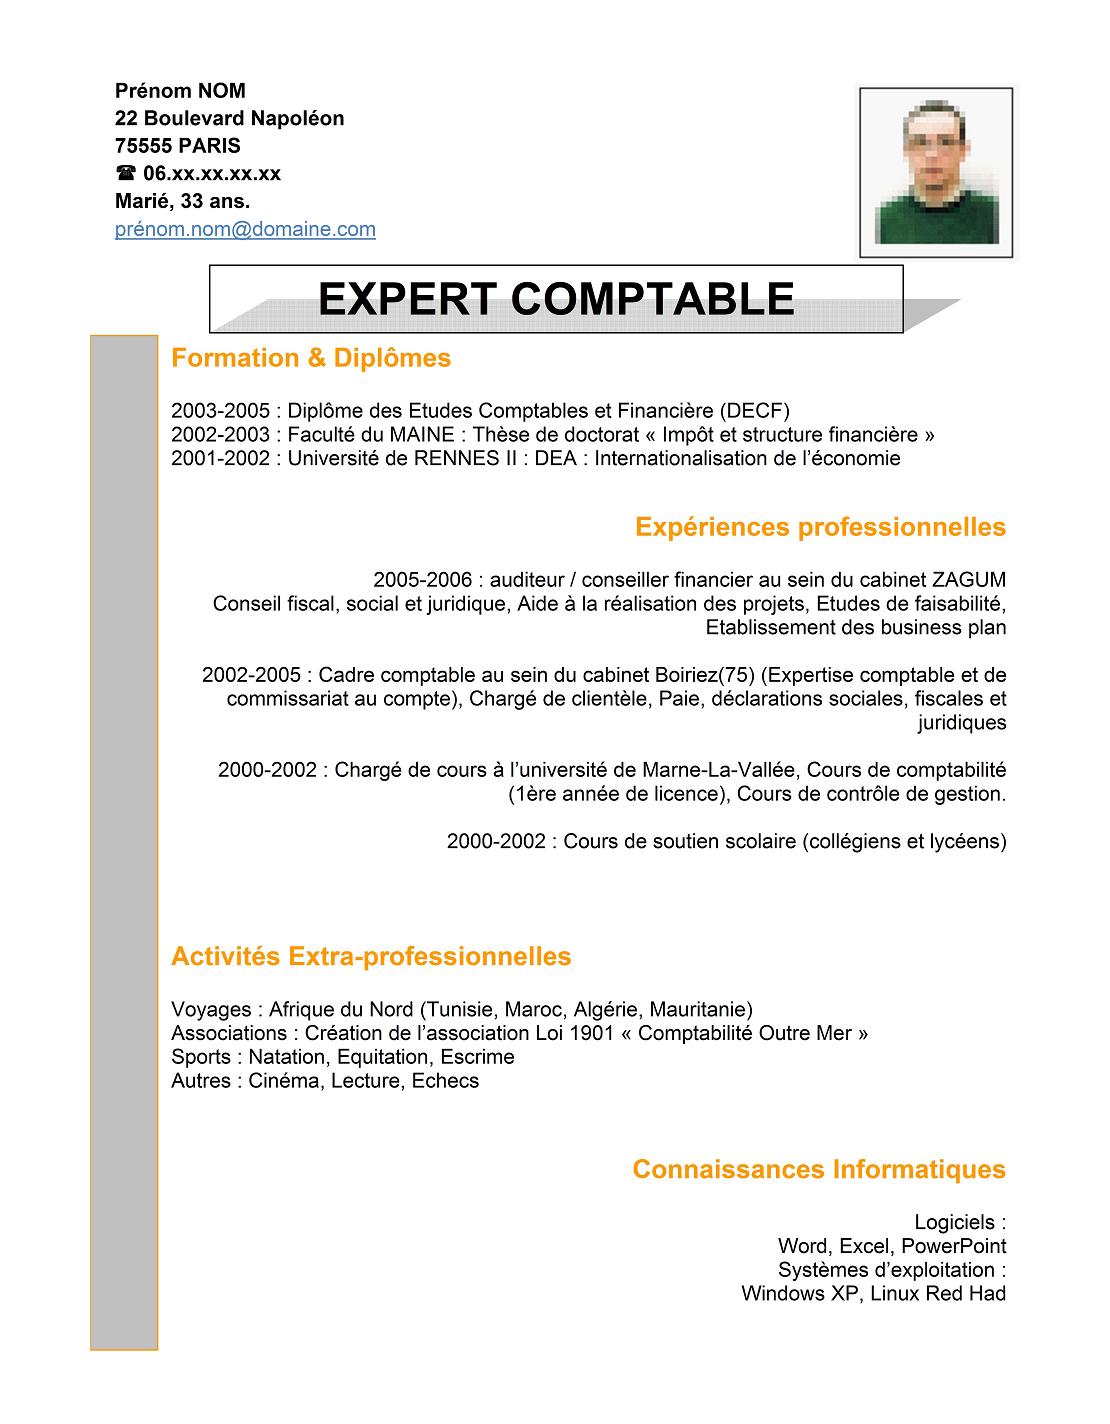 Prénom NOM
22 Boulevard Napoléon
75555 PARIS
☎ 06.xx.xx.xx.xx
Marié, 33 ans.
prénom.nom@domaine.com
EXPERT COMPTABLE
Formation & Diplômes
2003-2005 : Diplôme des Etudes Comptables et Financière (DECF)
2002-2003 : Faculté du MAINE : Thèse de doctorat « Impôt et structure financière »
2001-2002 : Université de RENNES II : DEA : Internationalisation de l’économie
Expériences professionnelles
2005-2006 : auditeur / conseiller financier au sein du cabinet ZAGUM
Conseil fiscal, social et juridique, Aide à la réalisation des projets, Etudes de faisabilité,
Etablissement des business plan
2002-2005 : Cadre comptable au sein du cabinet Boiriez(75) (Expertise comptable et de
commissariat au compte), Chargé de clientèle, Paie, déclarations sociales, fiscales et
juridiques
2000-2002 : Chargé de cours à l’université de Marne-La-Vallée, Cours de comptabilité
(1ère année de licence), Cours de contrôle de gestion.
2000-2002 : Cours de soutien scolaire (collégiens et lycéens)
Activités Extra-professionnelles
Voyages : Afrique du Nord (Tunisie, Maroc, Algérie, Mauritanie)
Associations : Création de l’association Loi 1901 « Comptabilité Outre Mer »
Sports : Natation, Equitation, Escrime
Autres : Cinéma, Lecture, Echecs
Connaissances Informatiques
Logiciels :
Word, Excel, PowerPoint
Systèmes d’exploitation :
Windows XP, Linux Red Had